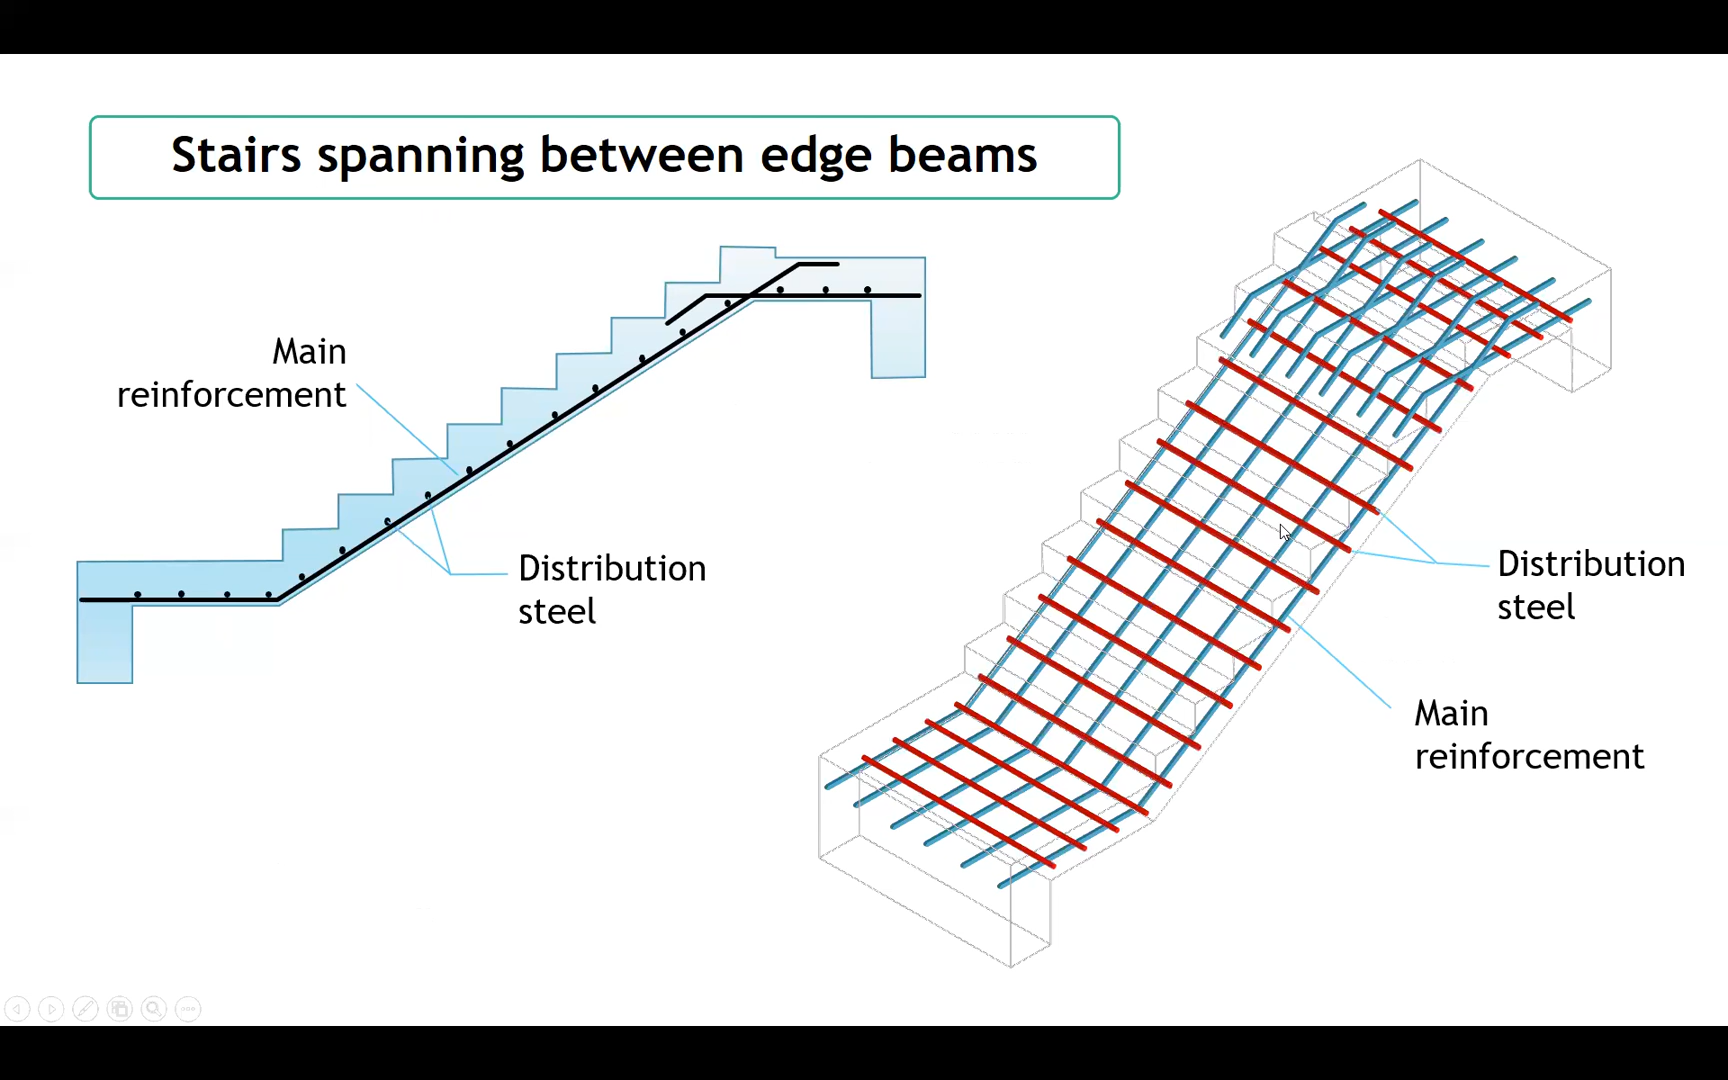 Stairs spanning between edge beams
Main
reinforcement
Distribution
steel
Distribution
steel
Main
reinforcement